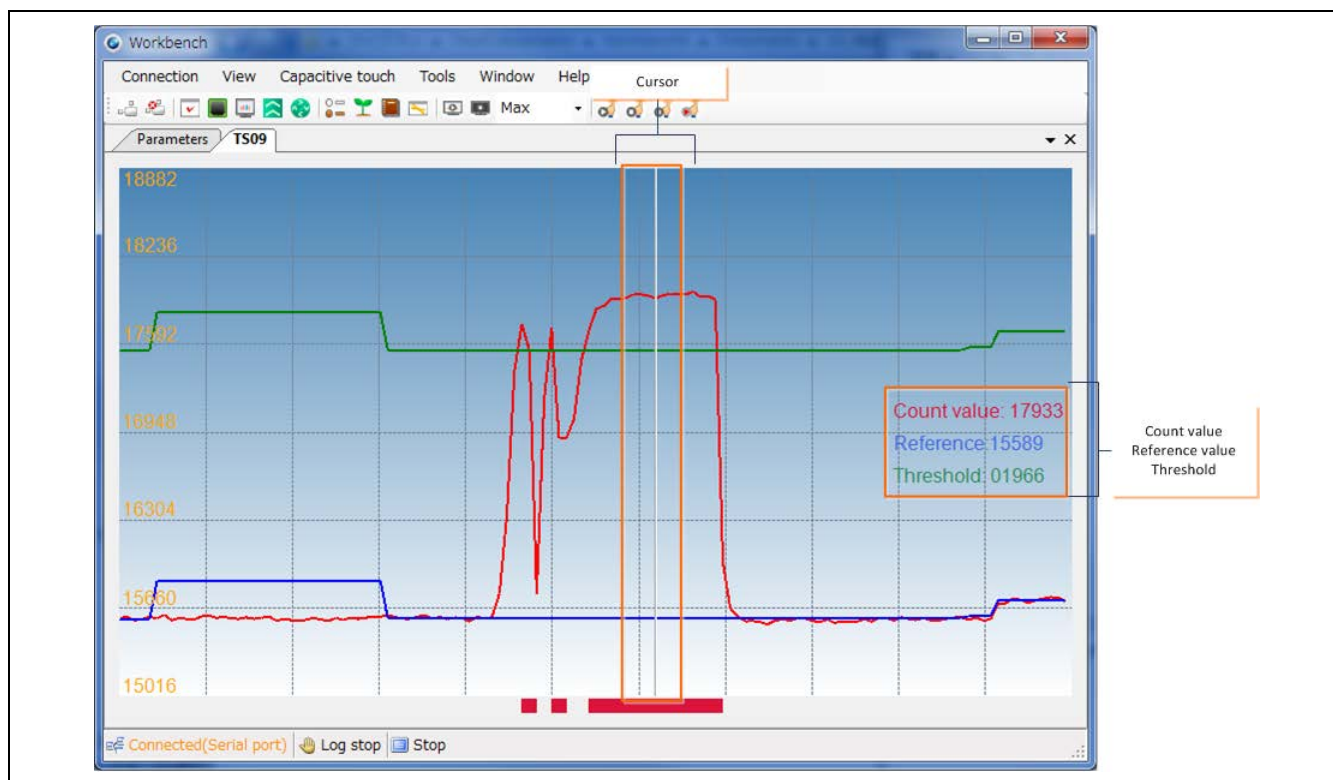 Workbench
Connection View Capacitive touch Tools Window Help
Cursor
Max
Parameters TS09
18882
18236
17592
16948
16304
15660
15016
Count value: 17933
Reference:15589
Threshold: 01966
Count value
Reference value
Threshold
Connected(Serial port) Log stop Stop